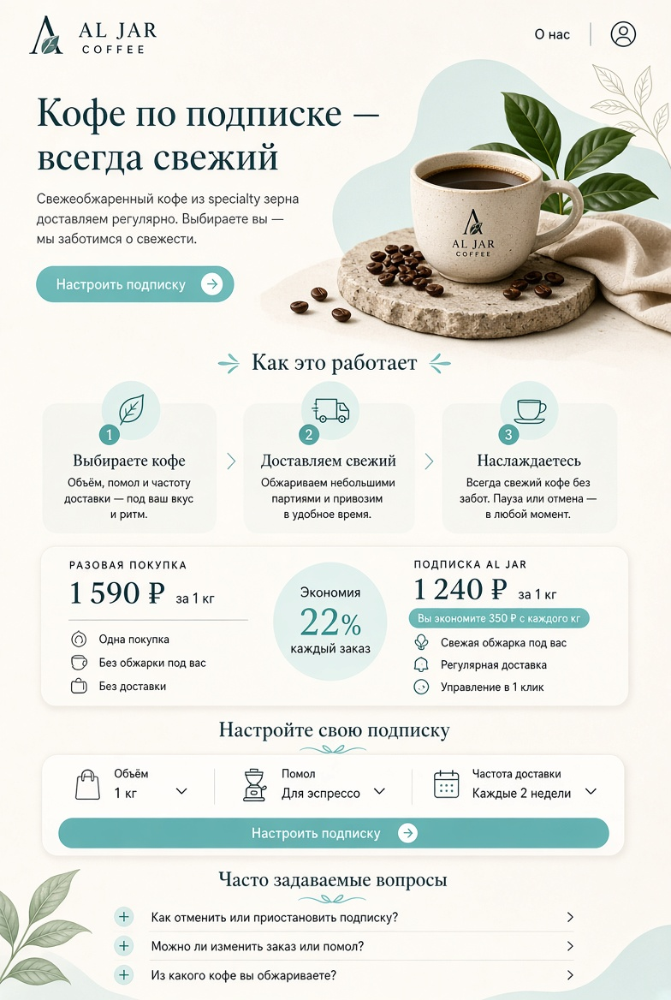 AL JAR
COFFEE
О нас
Кофе по подписке —
всегда свежий
Свежеобжаренный кофе из specialty зерна
доставляем регулярно. Выбираете вы —
мы заботимся о свежести.
Настроить подписку
AL JAR
COFFEE
Как это работает
1
Выбираете кофе
Объём, помол и частоту
доставки — под ваш вкус
и ритм.
2
Доставляем свежий
Обжариваем небольшими
партиями и привозим
в удобное время.
3
Наслаждаетесь
Всегда свежий кофе без
забот. Пауза или отмена —
в любой момент.
РАЗОВАЯ ПОКУПКА
1 590 ₽ за 1 кг
Одна покупка
Без обжарки под вас
Без доставки
Экономия
22%
каждый заказ
ПОДПИСКА AL JAR
1 240 ₽ за 1 кг
Вы экономите 350 ₽ с каждого кг
Свежая обжарка под вас
Регулярная доставка
Управление в 1 клик
Настройте свою подписку
Объём
1 кг
Помол
Для эспрессо
Частота доставки
Каждые 2 недели
Настроить подписку
Часто задаваемые вопросы
Как отменить или приостановить подписку?
Можно ли изменить заказ или помол?
Из какого кофе вы обжариваете?